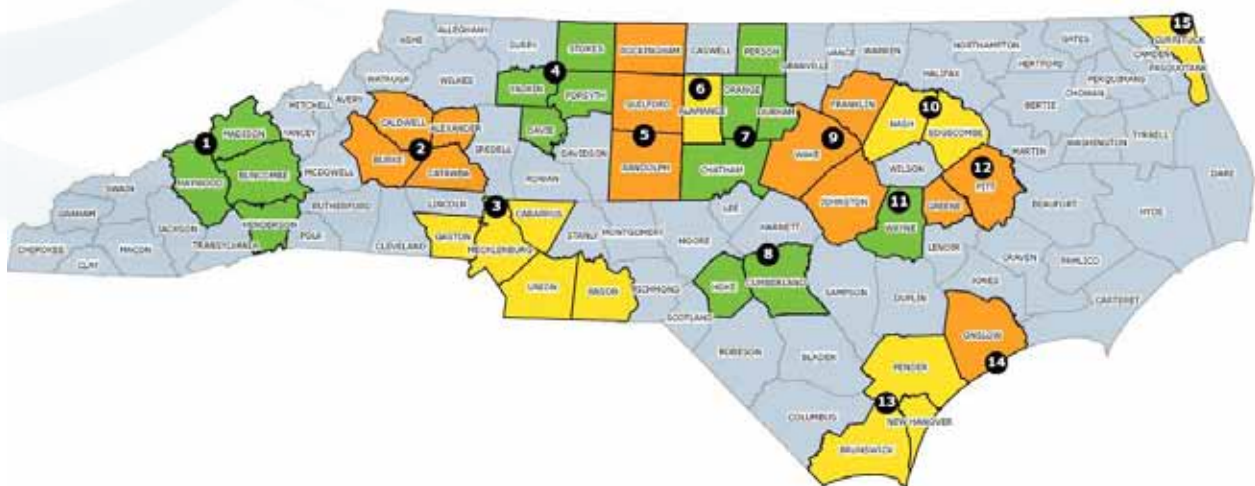 ASHE
ALLEGHANY
SURRY
STOKES
ROCKINGHAM
CASWELL
PERSON
GRANVILLE
VANCE
WARREN
NORTHAMPTON
GATES
15
CURRITUCK
CAMDEN
PASQUOTANK
HERTFORD
PERQUIMANS
CHOWAN
HALIFAX
BERTIE
WATAUGA
WILKES
4
YADKIN
FORSYTH
GUILFORD
6
ALAMANCE
ORANGE
DURHAM
FRANKLIN
10
NASH
EDGECOMBE
MITCHELL
AVERY
CALDWELL
ALEXANDER
DAVIE
IREDELL
DAVIDSON
5
RANDOLPH
7
CHATHAM
9
WAKE
WILSON
MARTIN
WASHINGTON
TYRRELL
DARE
1
MADISON
YANCEY
BURKE
2
CATAWBA
ROWAN
12
PITT
HAYWOOD
BUNCOMBE
MCDOWELL
SWAIN
GRAHAM
JACKSON
HENDERSON
RUTHERFORD
LINCOLN
3
CABARRUS
LEE
JOHNSTON
11
WAYNE
GREENE
BEAUFORT
HYDE
CHEROKEE
MACON
CLAY
TRANSYLVANIA
POLK
CLEVELAND
GASTON
MECKLENBURG
STANLY
MONTGOMERY
MOORE
HARNETT
LENOIR
CRAVEN
PAMLICO
8
HOKE
CUMBERLAND
SAMPSON
DUPLIN
JONES
CARTERET
UNION
ANSON
RICHMOND
SCOTLAND
ROBESON
BLADEN
PENDER
ONSLOW
14
COLUMBUS
13
NEW HANOVER
BRUNSWICK